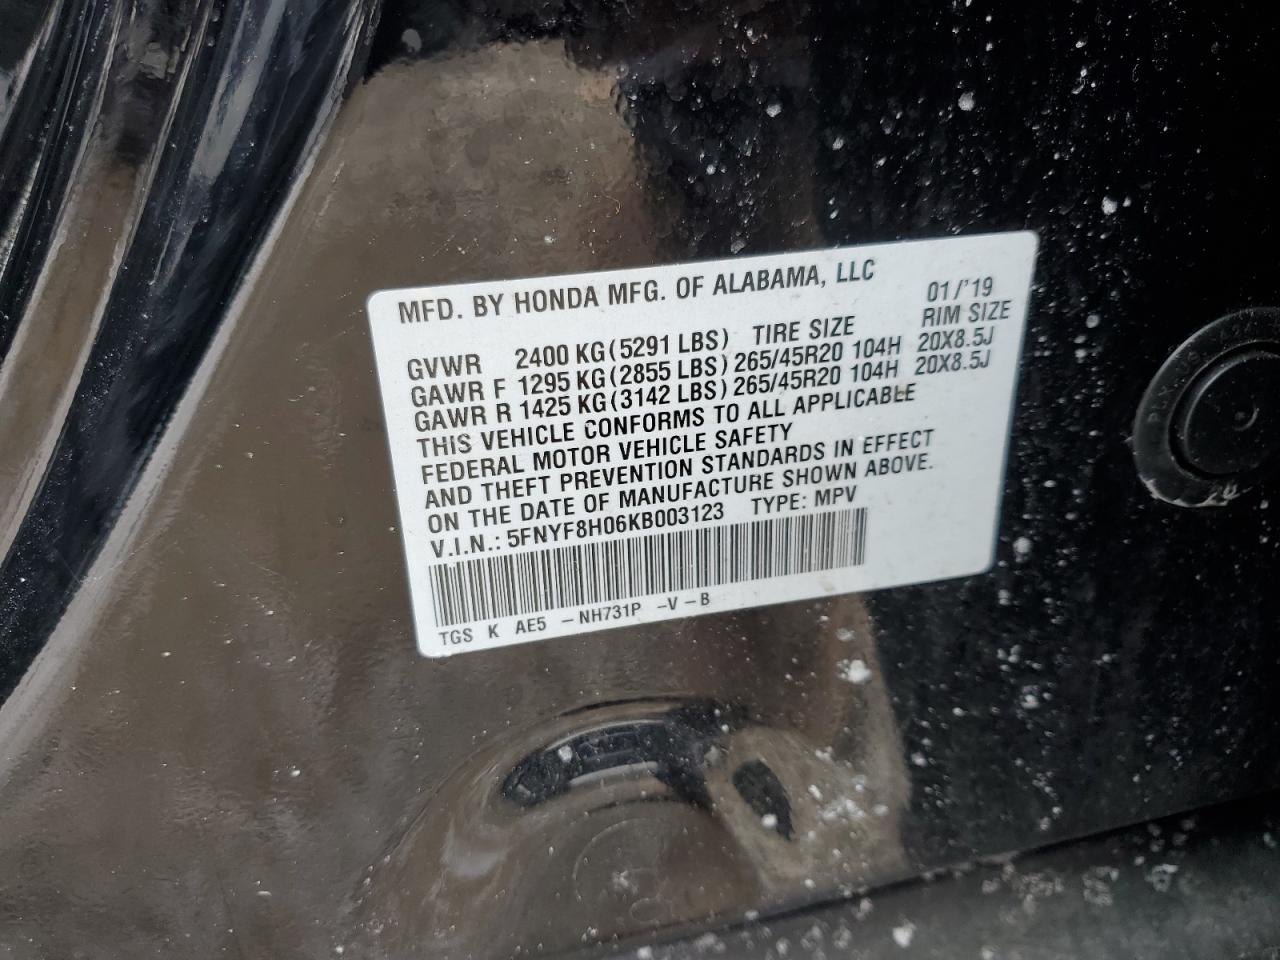 MFD. BY HONDA MFG. OF ALABAMA, LLC 01/'19
GVWR 2400 KG (5291 LBS) TIRE SIZE RIM SIZE
GAWR F 1295 KG (2855 LBS) 265/45R20 104H 20X8.5J
GAWR R 1425 KG (3142 LBS) 265/45R20 104H 20X8.5J
THIS VEHICLE CONFORMS TO ALL APPLICABLE
FEDERAL MOTOR VEHICLE SAFETY
AND THEFT PREVENTION STANDARDS IN EFFECT
ON THE DATE OF MANUFACTURE SHOWN ABOVE.
V.I.N.: 5FNYF8H06KB003123 TYPE: MPV
TGS K AE5 -NH731P -V-B